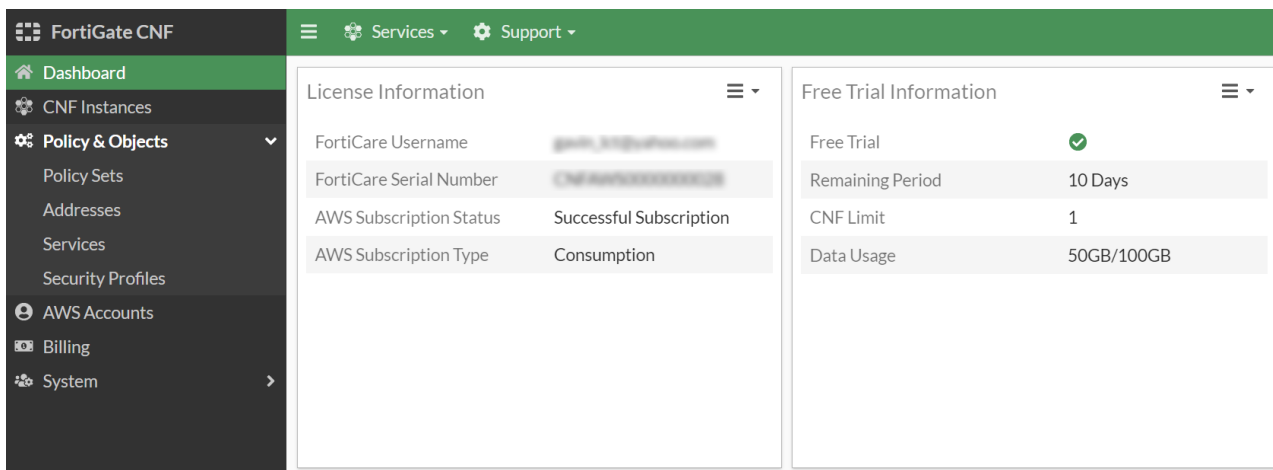 FortiGate CNF
Services
Support
Dashboard
CNF Instances
Policy & Objects
Policy Sets
Addresses
Services
Security Profiles
AWS Accounts
Billing
System
License Information
FortiCare Username
FortiCare Serial Number
AWS Subscription Status Successful Subscription
AWS Subscription Type Consumption
Free Trial Information
Free Trial
Remaining Period 10 Days
CNF Limit 1
Data Usage 50GB/100GB